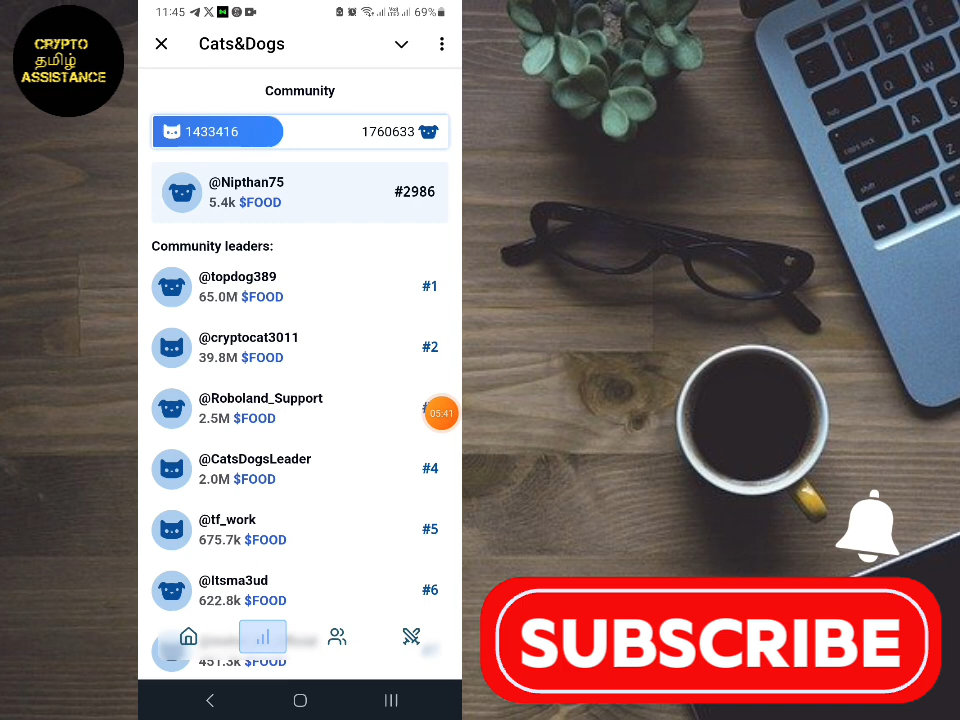 CRYPTO
தமிழ்
ASSISTANCE
11:45
69%
Cats&Dogs
Community
1433416
1760633
@Nipthan75
5.4k $FOOD
#2986
Community leaders:
@topdog389
65.0M $FOOD
#1
@cryptocat3011
39.8M $FOOD
#2
@Roboland_Support
2.5M $FOOD
05:41
@CatsDogsLeader
2.0M $FOOD
#4
@tf_work
675.7k $FOOD
#5
@Itsma3ud
622.8k $FOOD
#6
451.3k $FOOD
SUBSCRIBE